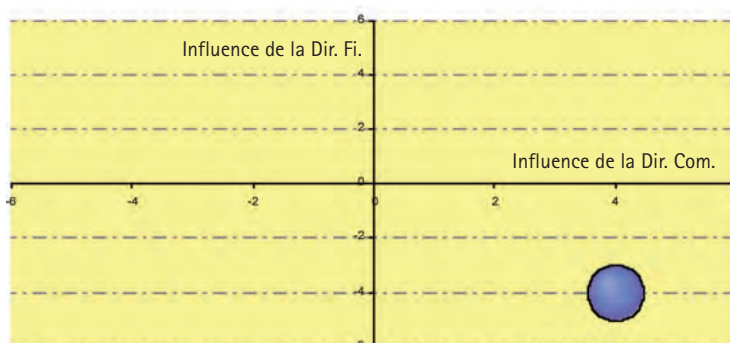 6
Influence de la Dir. Fi.
4
2
Influence de la Dir. Com.
0
-6 -4 -2 0 2 4
-2
-4
-6